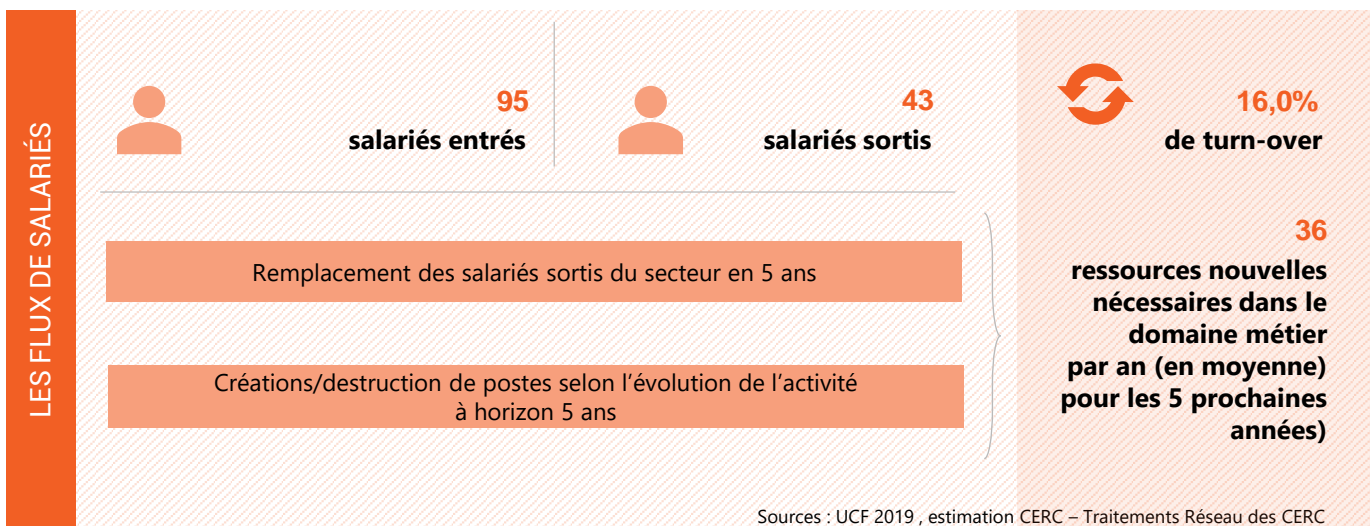 LES FLUX DE SALARIÉS
95
salariés entrés
43
salariés sortis
16,0%
de turn-over
Remplacement des salariés sortis du secteur en 5 ans
Créations/destruction de postes selon l’évolution de l’activité
à horizon 5 ans
36
ressources nouvelles
nécessaires dans le
domaine métier
par an (en moyenne)
pour les 5 prochaines
années)
Sources : UCF 2019 , estimation CERC – Traitements Réseau des CERC